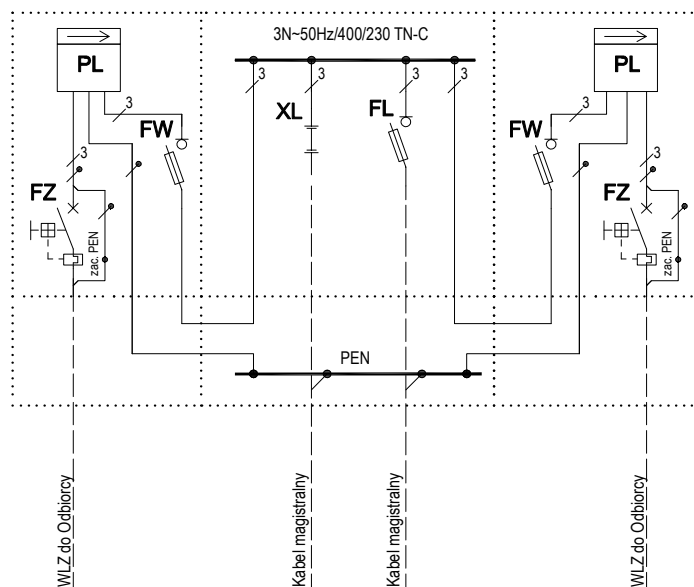 3N~50Hz/400/230 TN-C
PL
PL
3
3
3
3
3
3
XL
FL
FW
FW
3
3
FZ
FZ
zac. PEN
zac. PEN
PEN
WLZ do Odbiorcy
Kabel magistralny
Kabel magistralny
WLZ do Odbiorcy